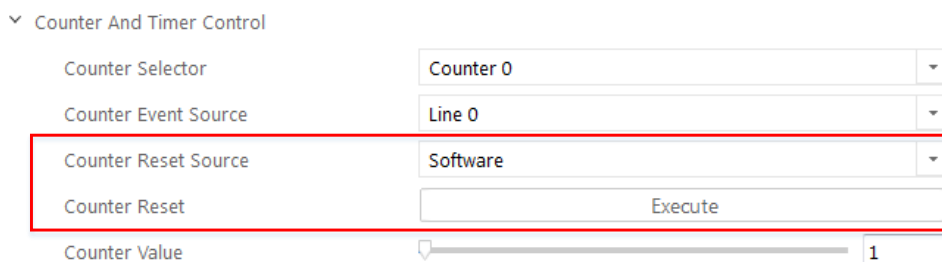 Counter And Timer Control
Counter Selector Counter 0
Counter Event Source Line 0
Counter Reset Source Software
Counter Reset Execute
Counter Value 1